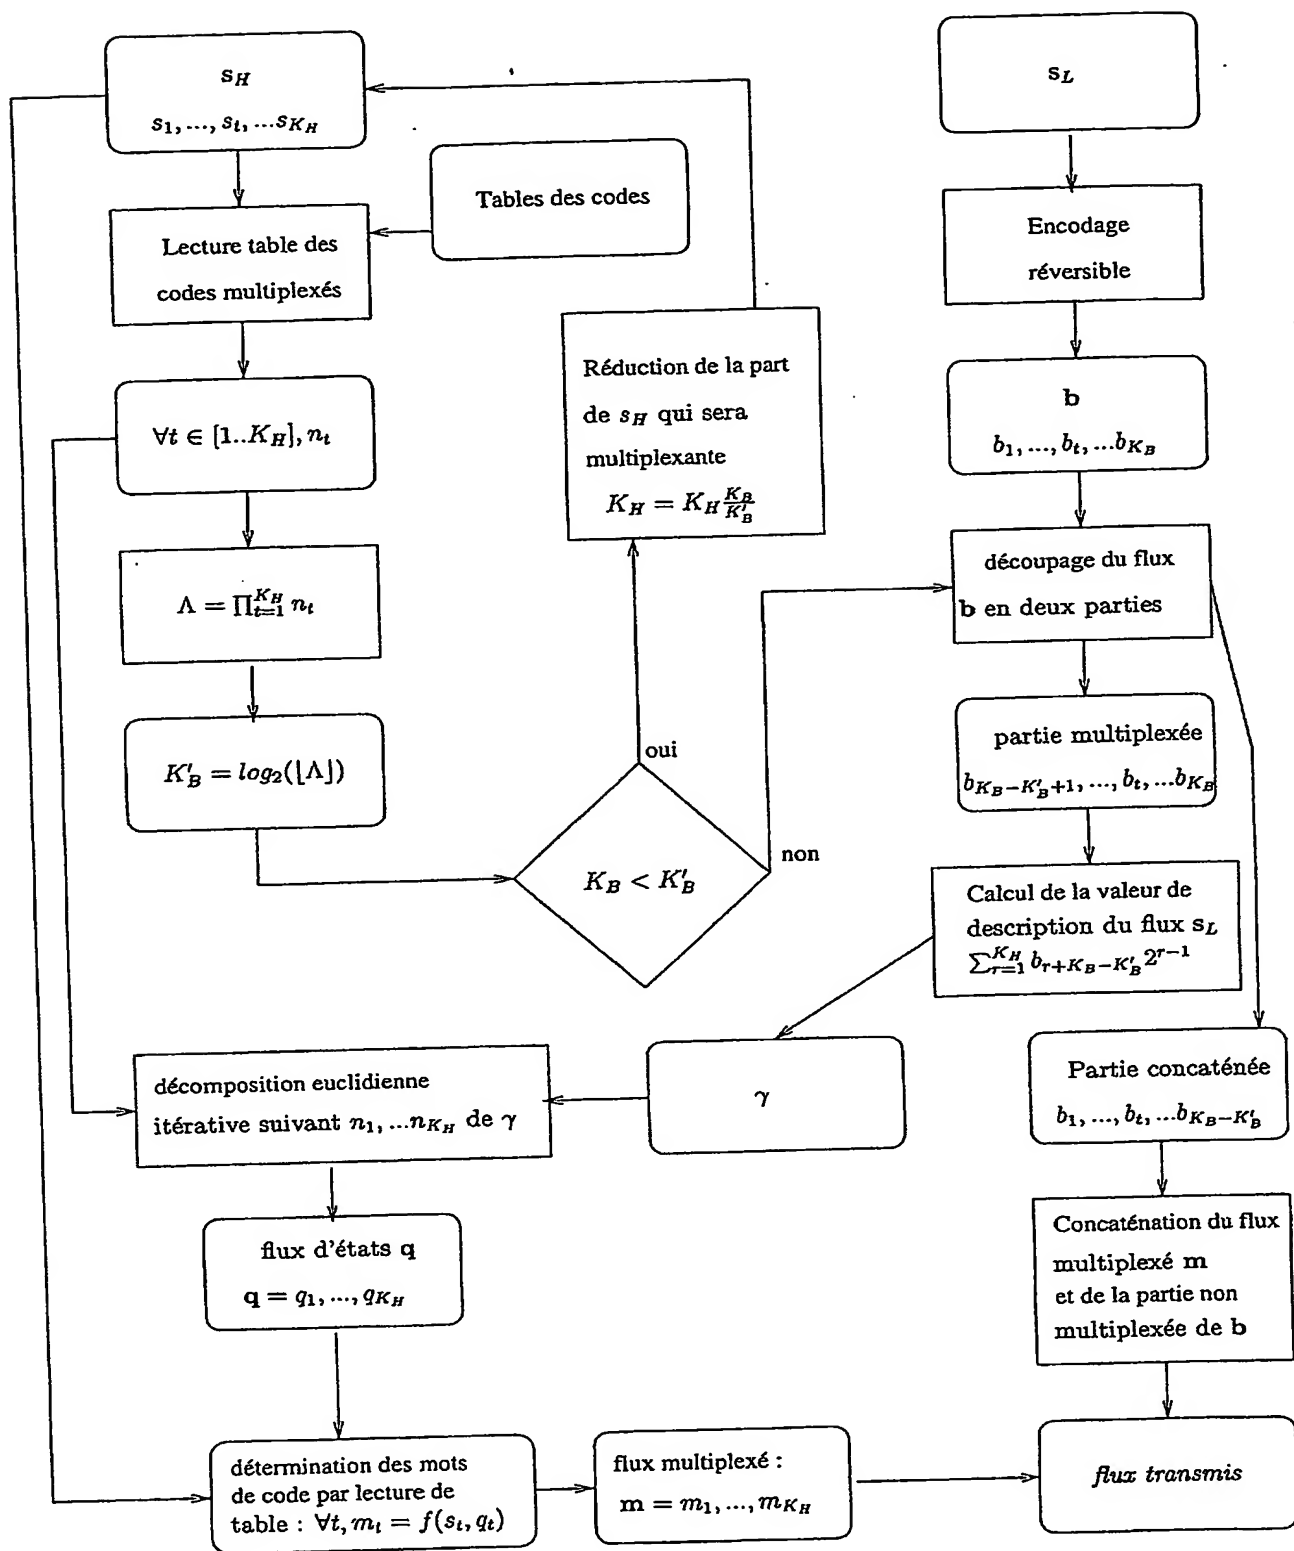 s_H
s_1, ..., s_t, ...s_{K_H}
Tables des codes
Lecture table des
codes multiplexés
∀t ∈ [1..K_H], n_t
Λ = ∏_{t=1}^{K_H} n_t
K'_B = log_2(⌊Λ⌋)
Réduction de la part
de s_H qui sera
multiplexante
K_H = K_H \frac{K_B}{K'_B}
oui
K_B < K'_B
non
s_L
Encodage
réversible
b
b_1, ..., b_t, ...b_{K_B}
découpage du flux
b en deux parties
partie multiplexée
b_{K_B-K'_B+1}, ..., b_t, ...b_{K_B}
Calcul de la valeur de
description du flux s_L
∑_{r=1}^{K_H} b_{r+K_B-K'_B} 2^{r-1}
γ
Partie concaténée
b_1, ..., b_t, ...b_{K_B-K'_B}
décomposition euclidienne
itérative suivant n_1, ...n_{K_H} de γ
flux d'états q
q = q_1, ..., q_{K_H}
Concaténation du flux
multiplexé m
et de la partie non
multiplexée de b
détermination des mots
de code par lecture de
table : ∀t, m_t = f(s_t, q_t)
flux multiplexé :
m = m_1, ..., m_{K_H}
flux transmis